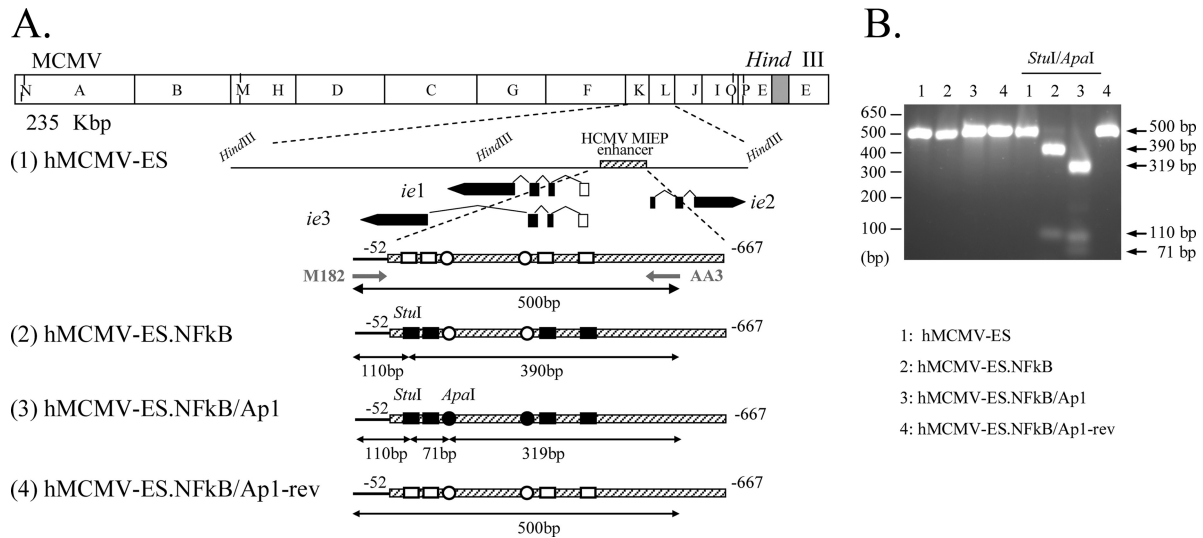 A.
MCMV
Hind III
N A B M H D C G F K L J I Q P E E
235 Kbp
HindIII HindIII HindIII
HCMV MIEP
enhancer
(1) hMCMV-ES
ie1
ie3
ie2
-52 -667
M182 AA3
500bp
StuI
(2) hMCMV-ES.NFkB
-52 -667
110bp 390bp
StuI ApaI
(3) hMCMV-ES.NFkB/Ap1
-52 -667
110bp 71bp 319bp
(4) hMCMV-ES.NFkB/Ap1-rev
-52 -667
500bp
B.
StuI/ApaI
1 2 3 4 1 2 3 4
650
500
400
300
200
100
(bp)
500 bp
390 bp
319 bp
110 bp
71 bp
1: hMCMV-ES
2: hMCMV-ES.NFkB
3: hMCMV-ES.NFkB/Ap1
4: hMCMV-ES.NFkB/Ap1-rev